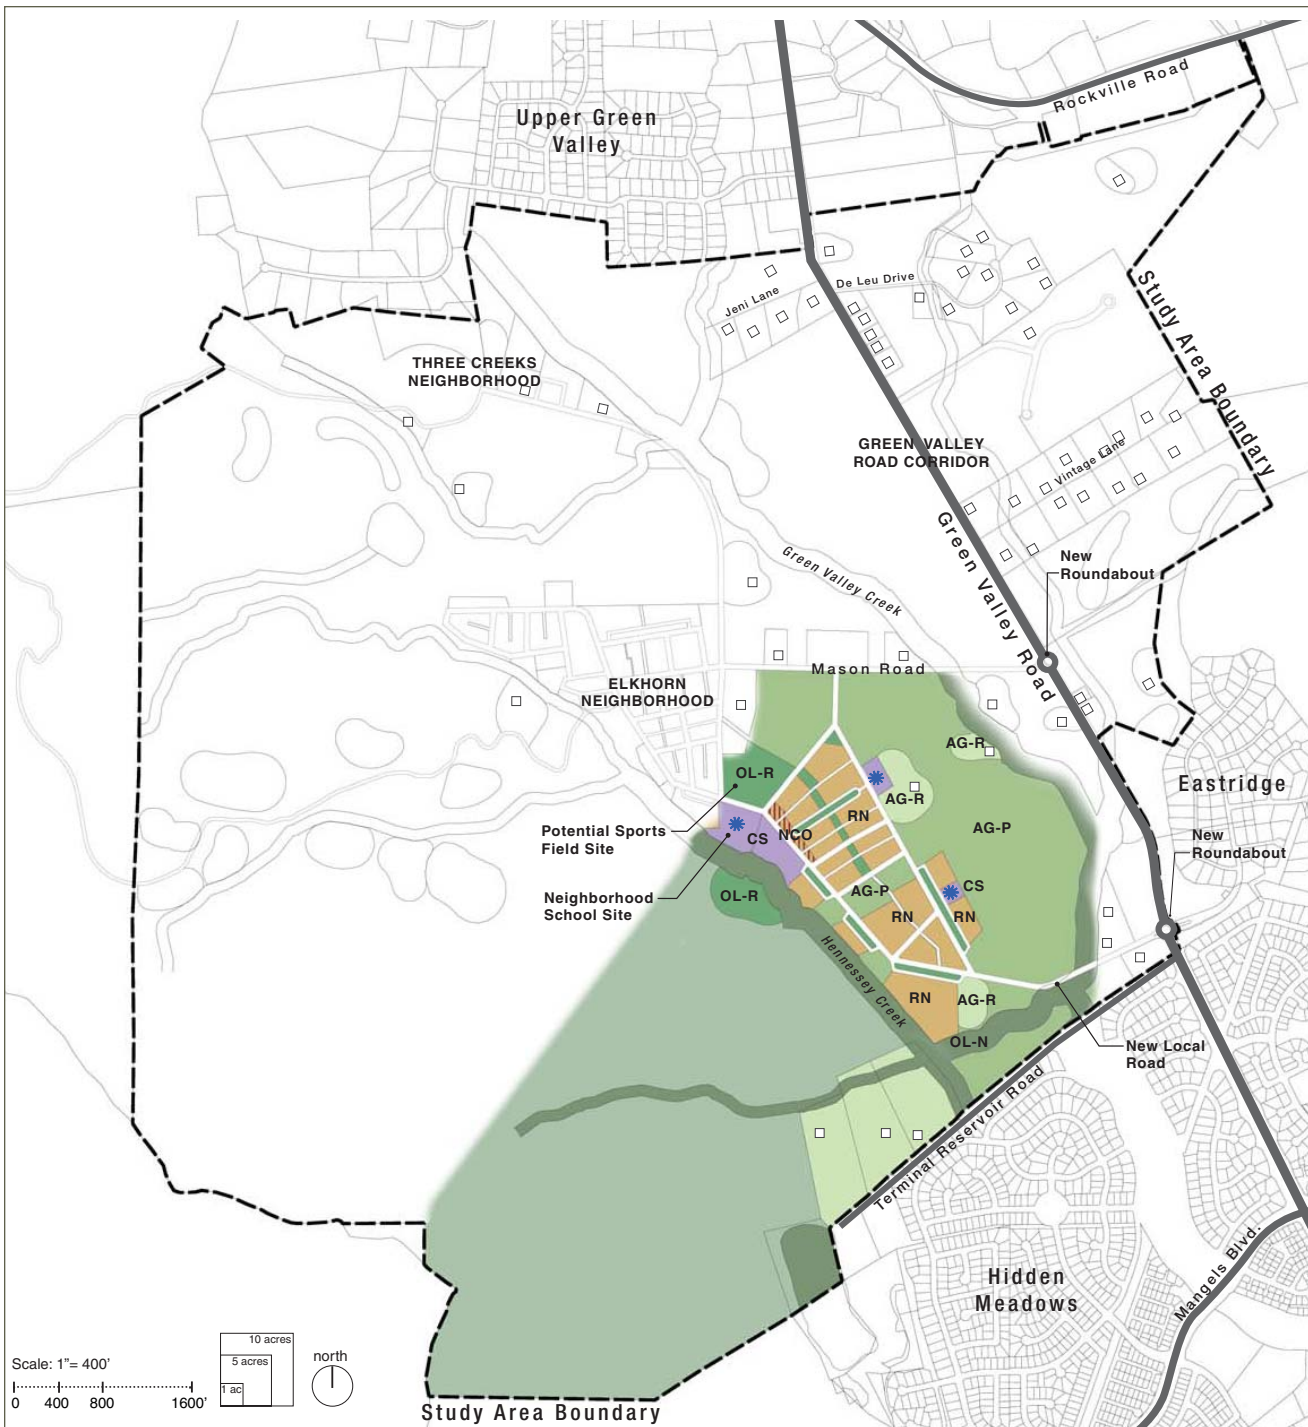 Rockville Road
Upper Green
Valley
Study Area Boundary
De Leu Drive
Jeni Lane
THREE CREEKS
NEIGHBORHOOD
GREEN VALLEY
ROAD CORRIDOR
Vintage Lane
Green Valley Road
New
Roundabout
Green Valley Creek
Mason Road
ELKHORN
NEIGHBORHOOD
AG-R
OL-R
Eastridge
AG-R
RN
NCO
AG-P
Potential Sports
Field Site
CS
New
Roundabout
Neighborhood
School Site
OL-R
AG-P
CS
RN
RN
Hennessey Creek
RN
AG-R
OL-N
New Local
Road
Terminal Reservoir Road
Hidden
Meadows
Mangels Blvd.
10 acres
5 acres
1 ac
north
Scale: 1"= 400'
0 400 800 1600'
Study Area Boundary